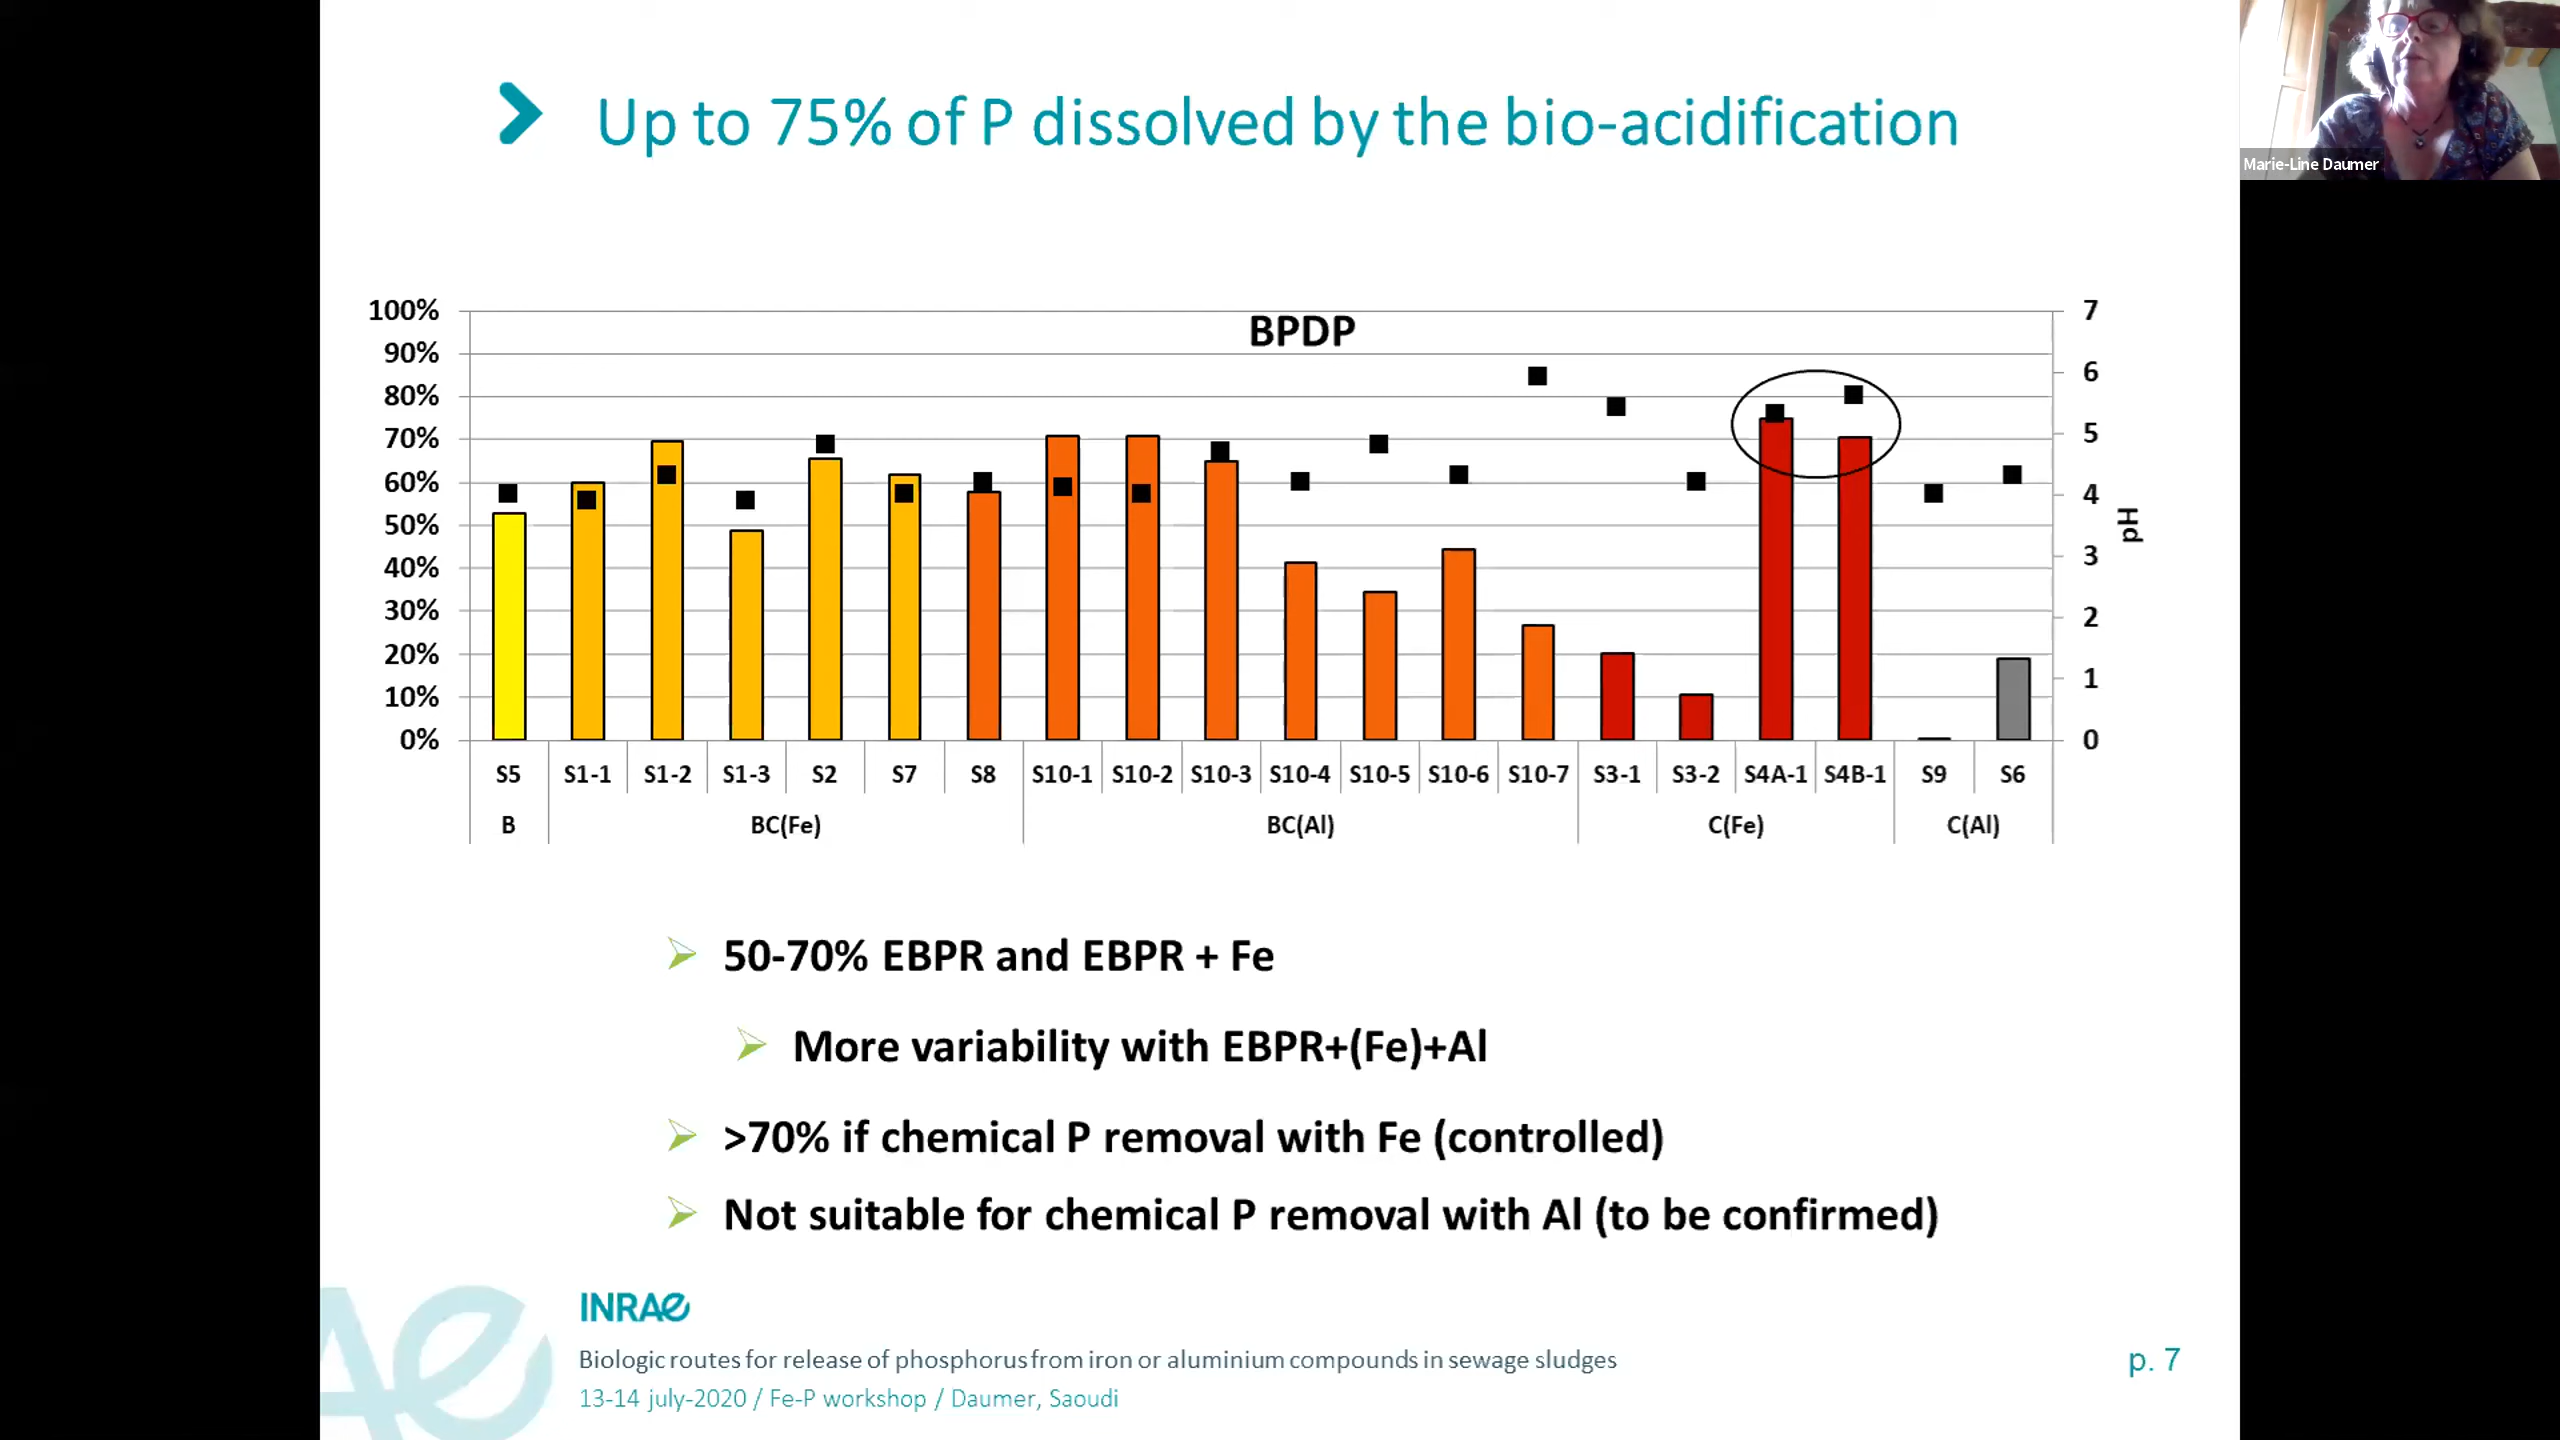 Up to 75% of P dissolved by the bio-acidification
Marie-Line Daumer
BPDP
100%
90%
80%
70%
60%
50%
40%
30%
20%
10%
0%
7
6
5
4
3
2
1
0
pH
S5 S1-1 S1-2 S1-3 S2 S7 S8 S10-1 S10-2 S10-3 S10-4 S10-5 S10-6 S10-7 S3-1 S3-2 S4A-1 S4B-1 S9 S6
B BC(Fe) BC(Al) C(Fe) C(Al)
50-70% EBPR and EBPR + Fe
More variability with EBPR+(Fe)+Al
>70% if chemical P removal with Fe (controlled)
Not suitable for chemical P removal with Al (to be confirmed)
INRAe
Biologic routes for release of phosphorus from iron or aluminium compounds in sewage sludges
13-14 july-2020 / Fe-P workshop / Daumer, Saoudi
p. 7